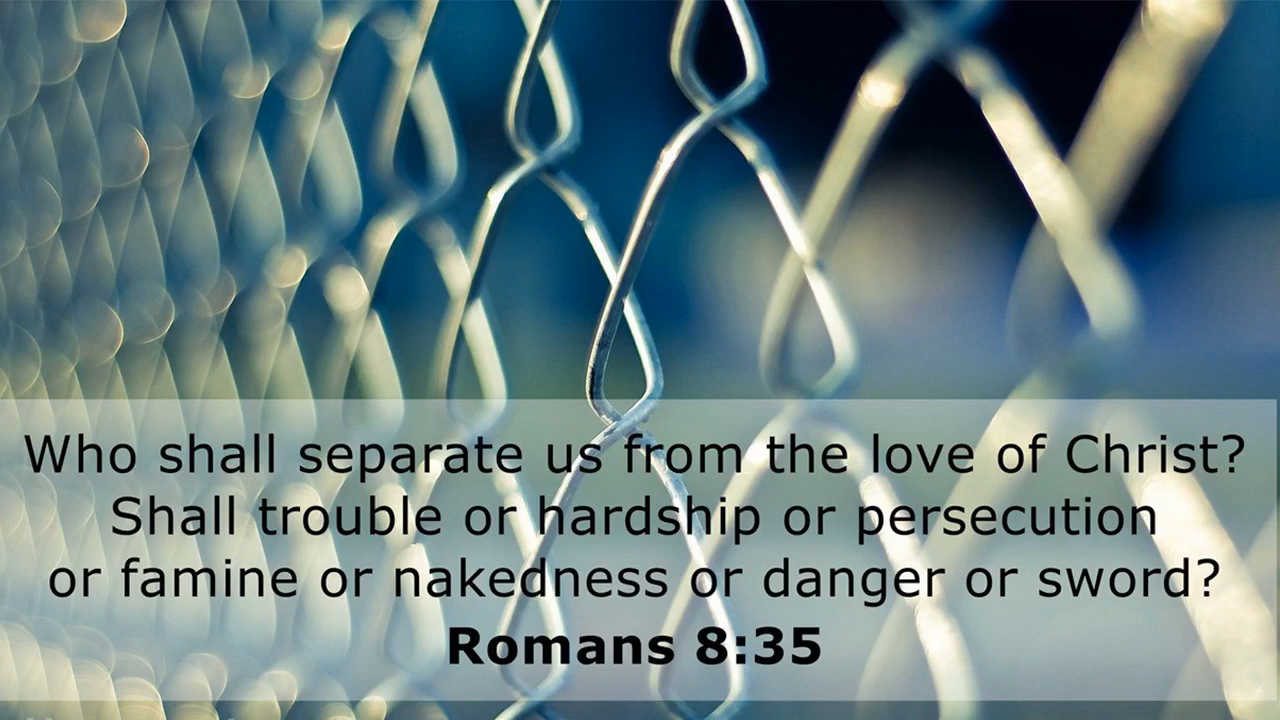 Who shall separate us from the love of Christ?
Shall trouble or hardship or persecution
or famine or nakedness or danger or sword?
Romans 8:35